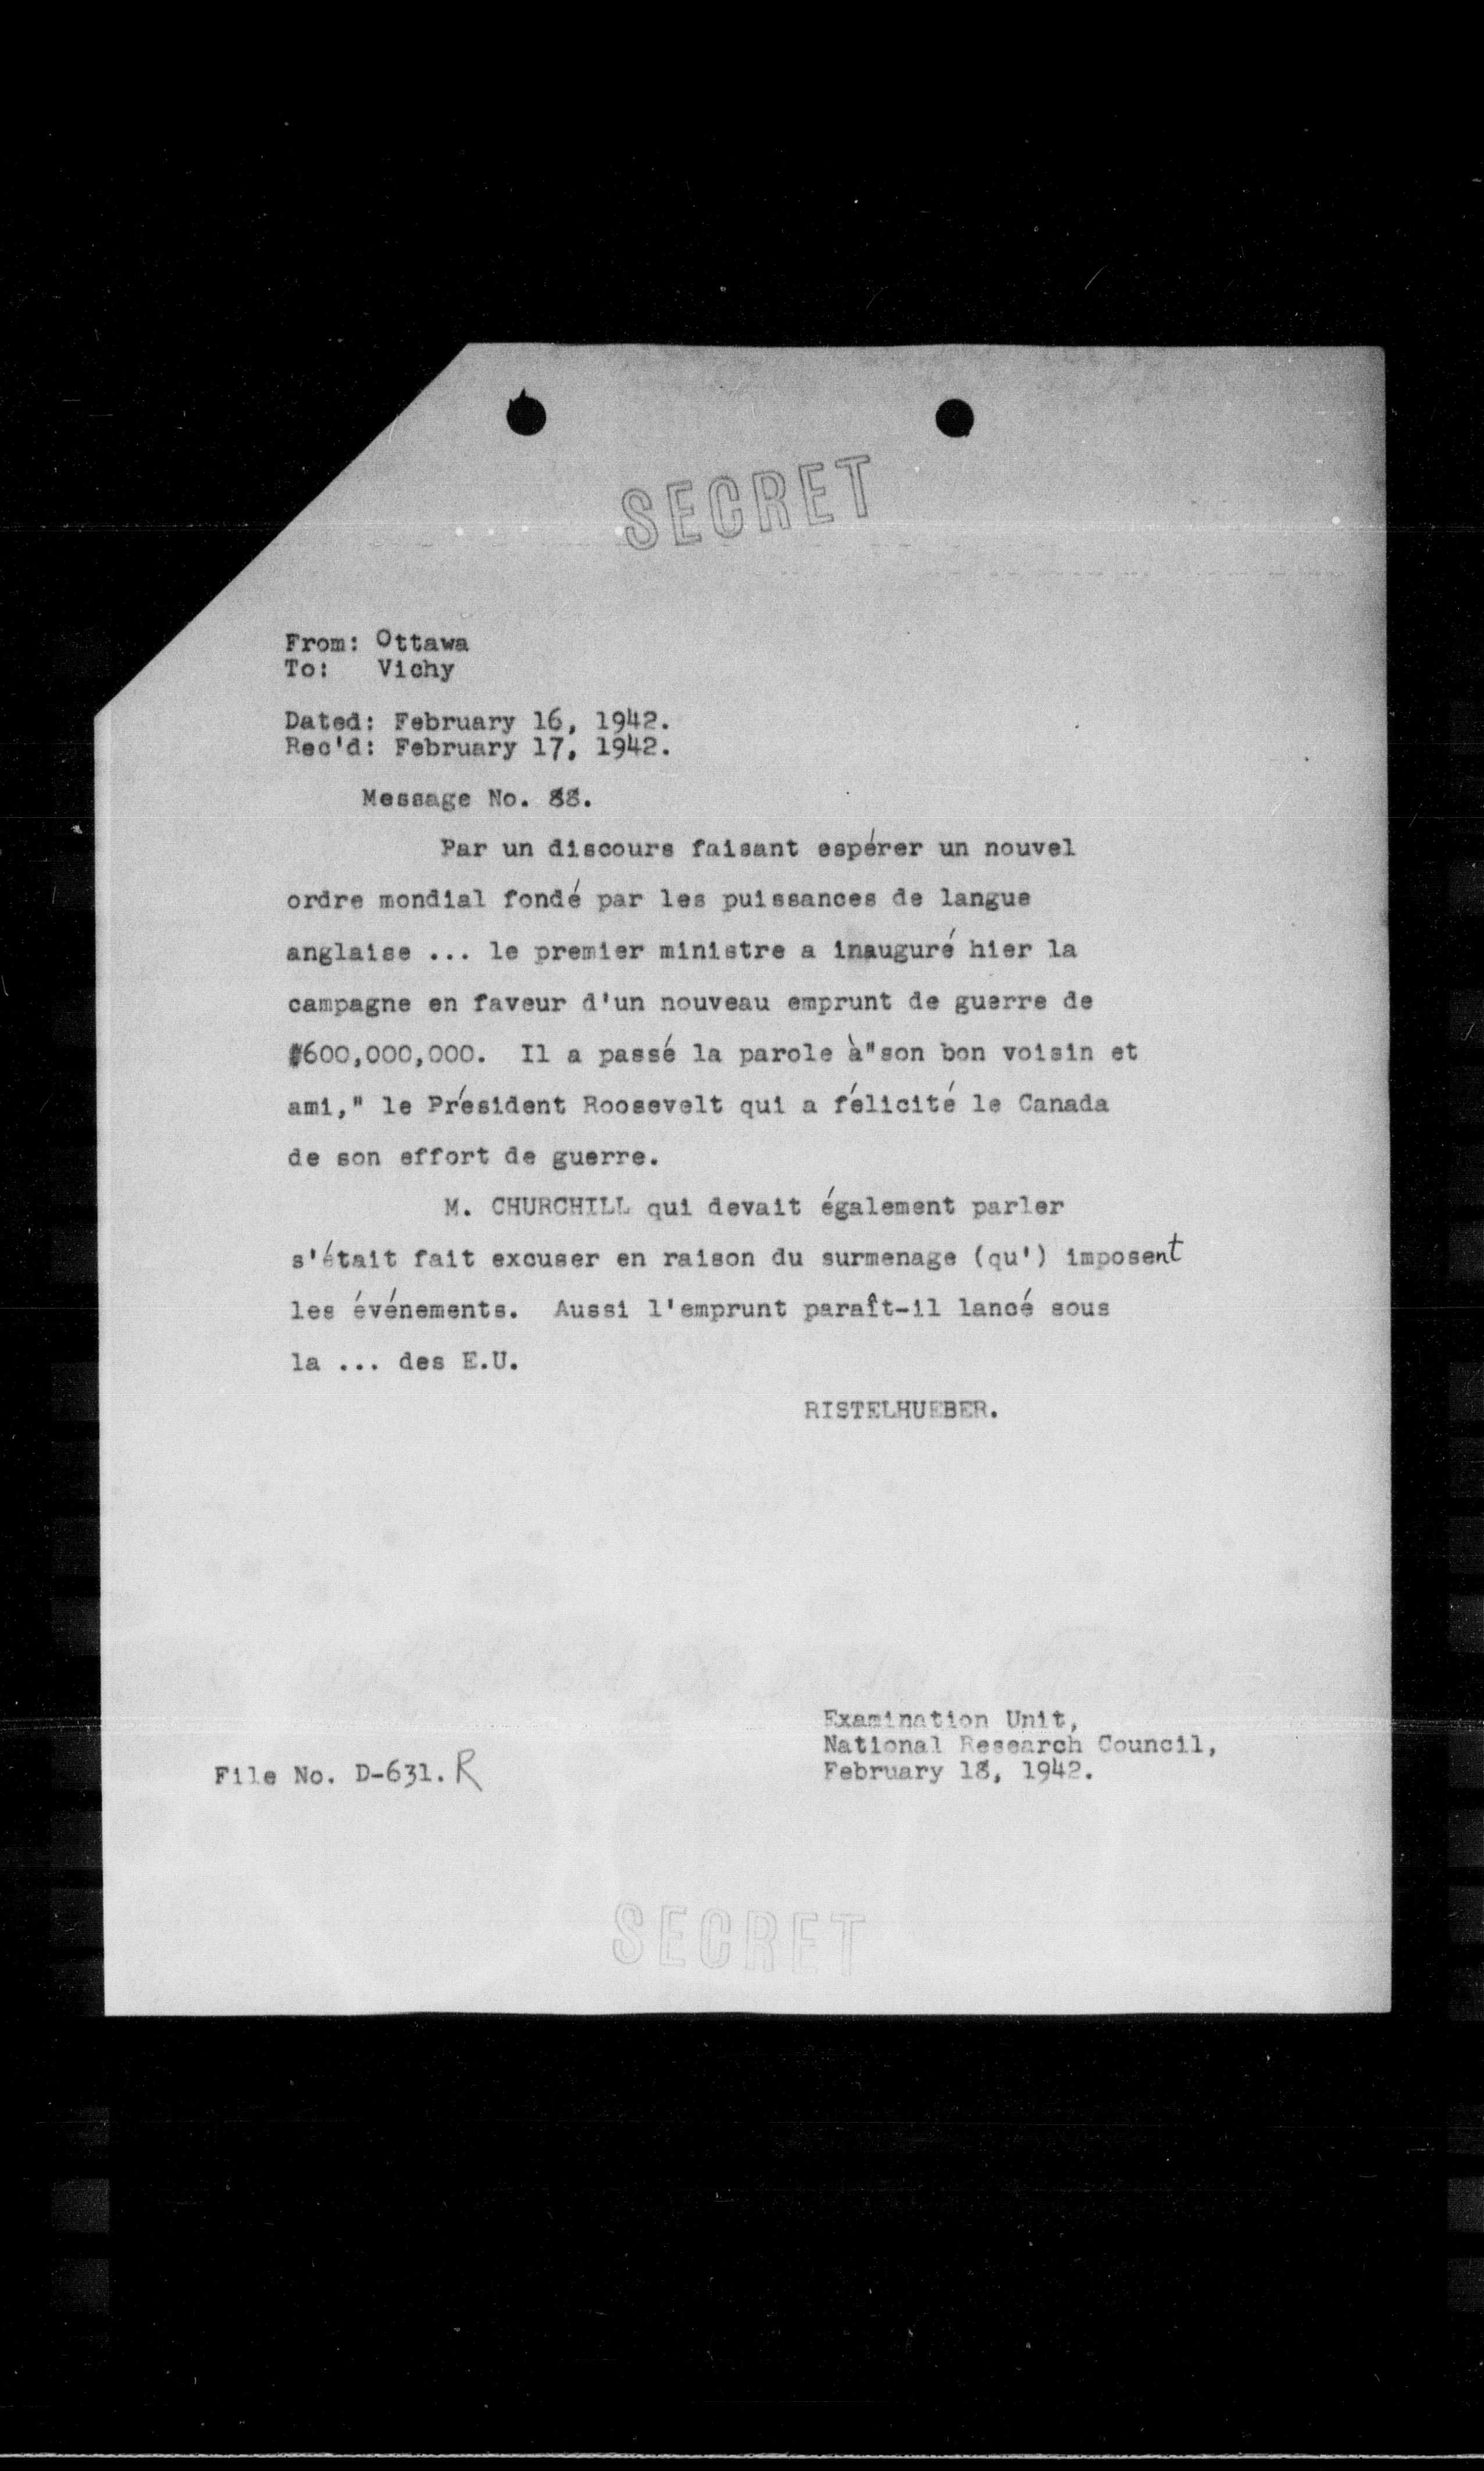 SECRET
From: Ottawa
To: Vichy
Dated: February 16, 1942.
Rec'd: February 17, 1942.
Message No. 88.
Par un discours faisant espérer un nouvel
ordre mondial fondé par les puissances de langue
anglaise ... le premier ministre a inauguré hier la
campagne en faveur d'un nouveau emprunt de guerre de
$600,000,000. Il a passé la parole à "son bon voisin et
ami," le Président Roosevelt qui a félicité le Canada
de son effort de guerre.
M. CHURCHILL qui devait également parler
s'était fait excuser en raison du surmenage (qu') imposent
les événements. Aussi l'emprunt paraît-il lancé sous
la ... des E.U.
RISTELHUEBER.
Examination Unit,
National Research Council,
February 18, 1942.
File No. D-631. R
SECRET